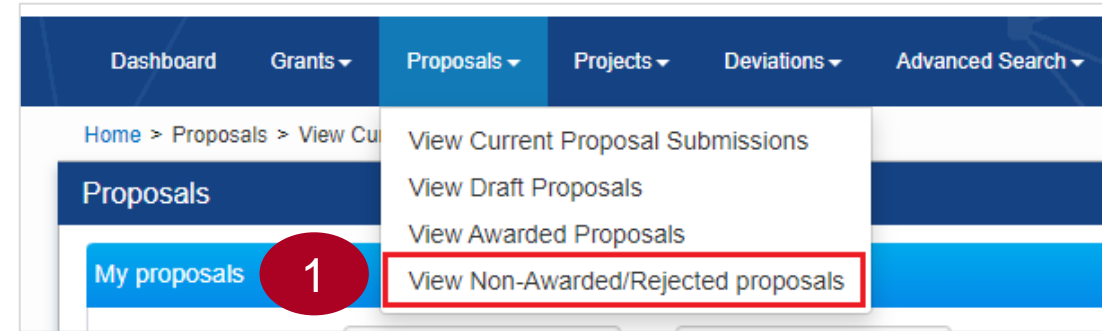 Dashboard Grants Proposals Projects Deviations Advanced Search
Home > Proposals > View Cu
View Current Proposal Submissions
Proposals
View Draft Proposals
View Awarded Proposals
My proposals
1
View Non-Awarded/Rejected proposals